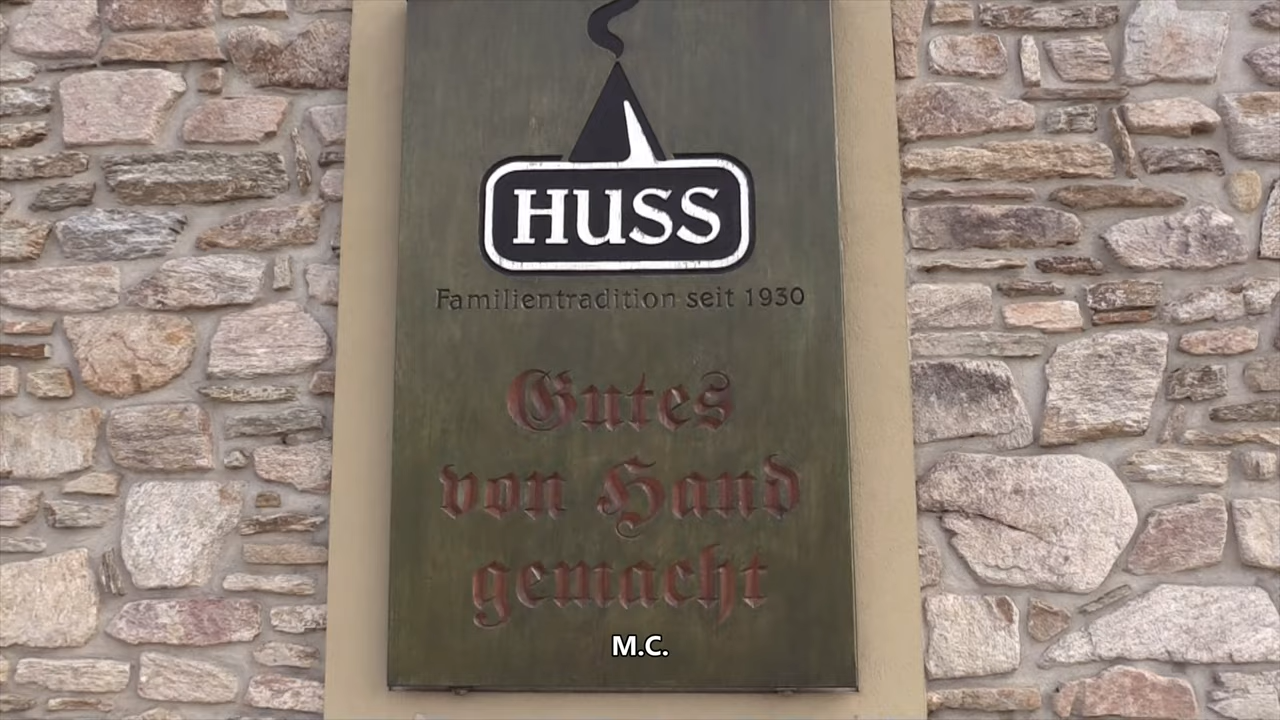 HUSS
Familientradition seit 1930
Gutes
von Hand
gemacht
M.C.